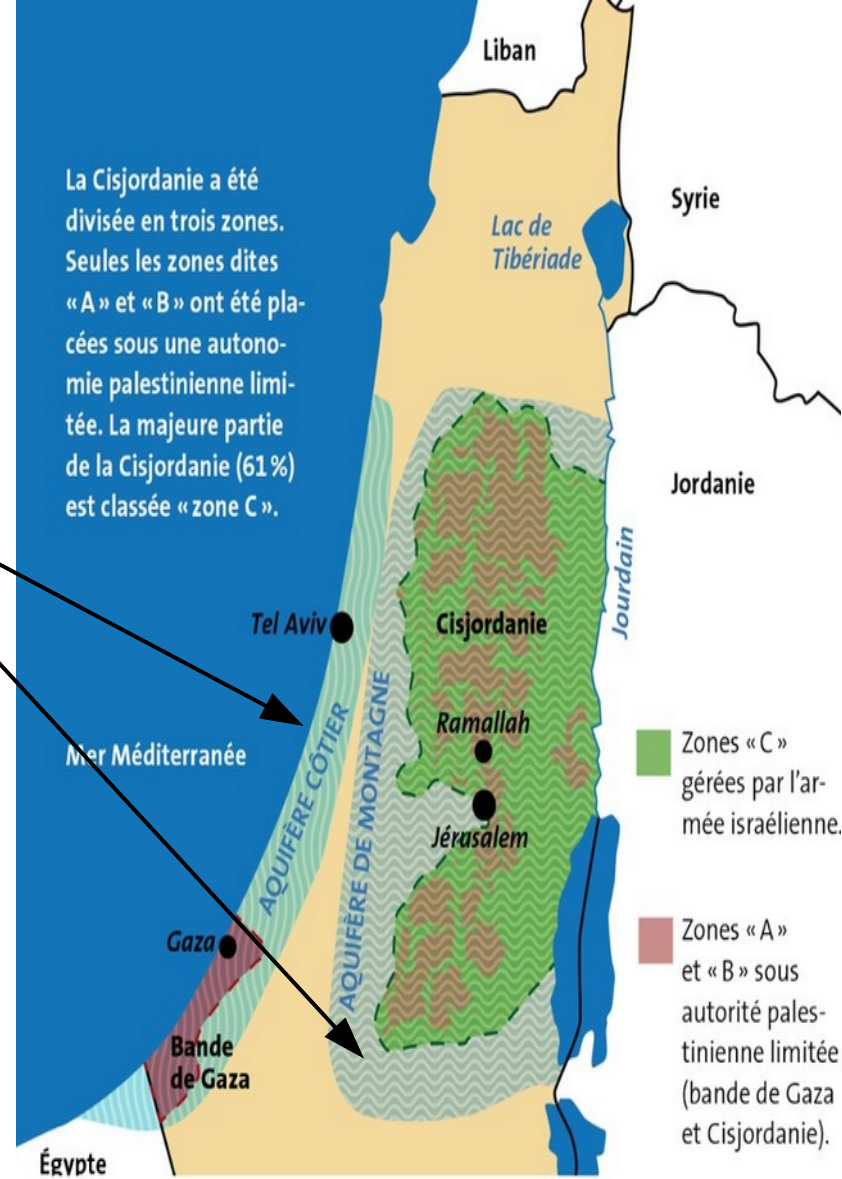 Liban
La Cisjordanie a été
divisée en trois zones.
Seules les zones dites
«A» et «B» ont été pla-
cées sous une autono-
mie palestinienne limi-
tée. La majeure partie
de la Cisjordanie (61%)
est classée «zone C».
Syrie
Lac de
Tibériade
Jordanie
Jourdain
Tel Aviv
Cisjordanie
Ramallah
Mer Méditerranée
AQUIFÈRE CÔTIER
AQUIFÈRE DE MONTAGNE
Jérusalem
Zones «C»
gérées par l'ar-
mée israélienne.
Gaza
Bande
de Gaza
Zones «A»
et «B» sous
autorité pales-
tinienne limitée
(bande de Gaza
et Cisjordanie).
Égypte